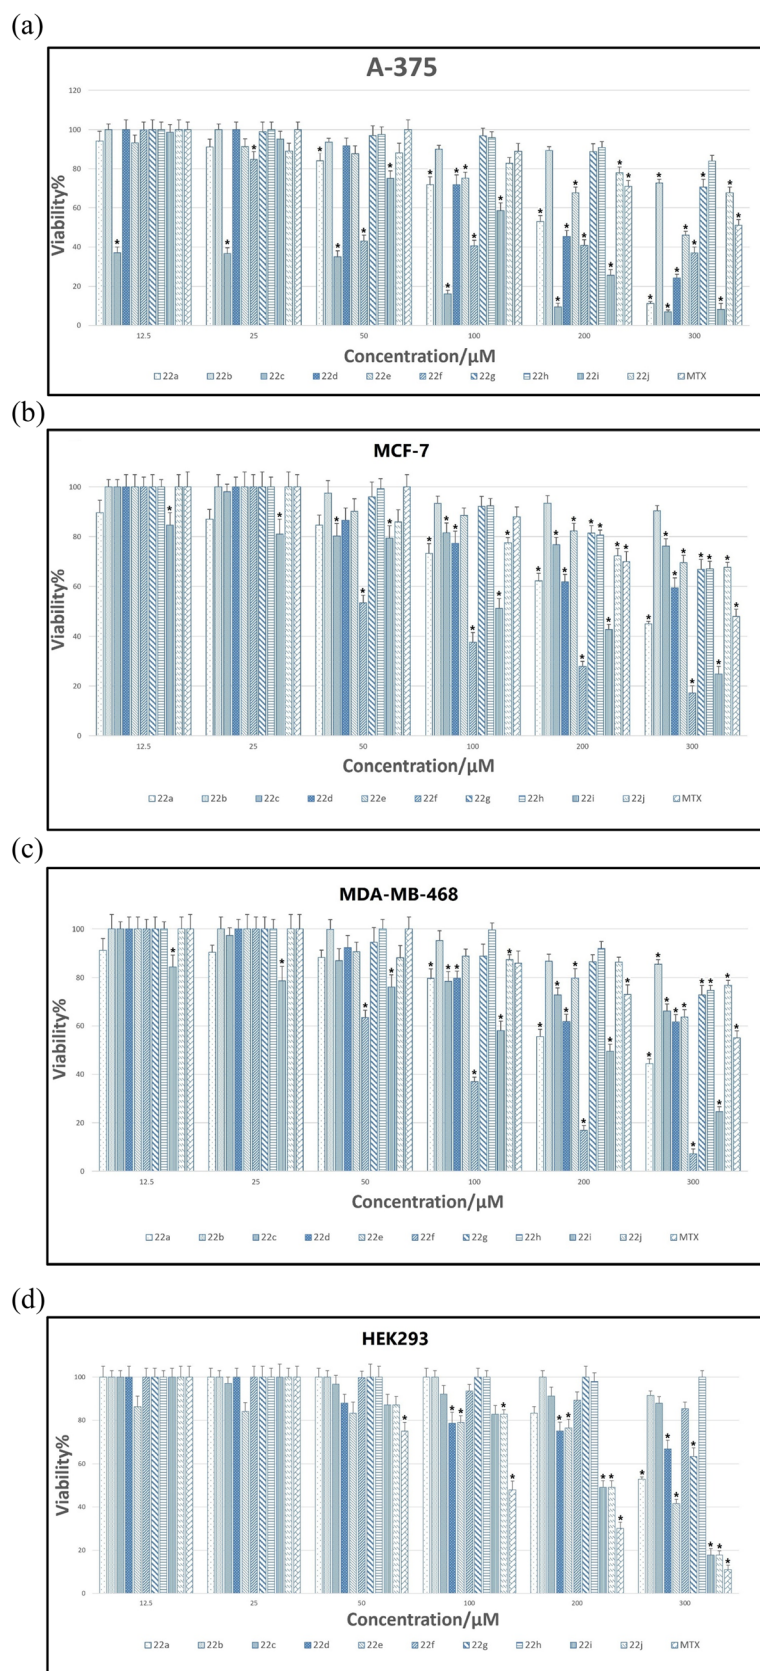 (a)
A-375
Viability%
120
100
80
60
40
20
0
12.5 25 50 100 200 300
Concentration/µM
22a 22b 22c 22d 22e 22f 22g 22h 22i 22j MTX
(b)
MCF-7
Viability%
100
80
60
40
20
0
12.5 25 50 100 200 300
Concentration/µM
22a 22b 22c 22d 22e 22f 22g 22h 22i 22j MTX
(c)
MDA-MB-468
Viability%
100
80
60
40
20
0
12.5 25 50 100 200 300
Concentration/µM
22a 22b 22c 22d 22e 22f 22g 22h 22i 22j MTX
(d)
HEK293
Viability%
100
80
60
40
20
0
12.5 25 50 100 200 300
Concentration/µM
22a 22b 22c 22d 22e 22f 22g 22h 22i 22j MTX